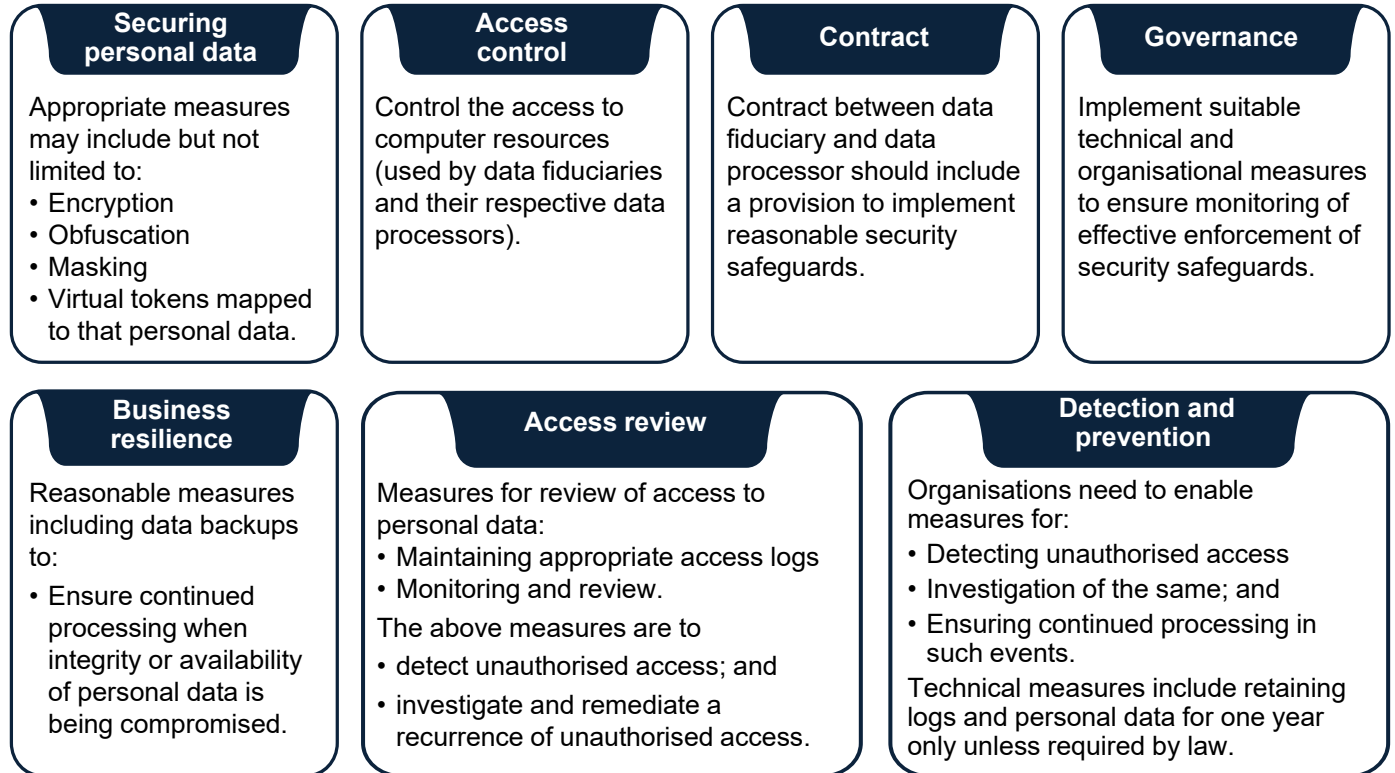 Securing
personal data
Appropriate measures
may include but not
limited to:
• Encryption
• Obfuscation
• Masking
• Virtual tokens mapped
to that personal data.
Access
control
Control the access to
computer resources
(used by data fiduciaries
and their respective data
processors).
Contract
Contract between data
fiduciary and data
processor should include
a provision to implement
reasonable security
safeguards.
Governance
Implement suitable
technical and
organisational measures
to ensure monitoring of
effective enforcement of
security safeguards.
Business
resilience
Reasonable measures
including data backups
to:
• Ensure continued
processing when
integrity or availability
of personal data is
being compromised.
Access review
Measures for review of access to
personal data:
• Maintaining appropriate access logs
• Monitoring and review.
The above measures are to
• detect unauthorised access; and
• investigate and remediate a
recurrence of unauthorised access.
Detection and
prevention
Organisations need to enable
measures for:
• Detecting unauthorised access
• Investigation of the same; and
• Ensuring continued processing in
such events.
Technical measures include retaining
logs and personal data for one year
only unless required by law.